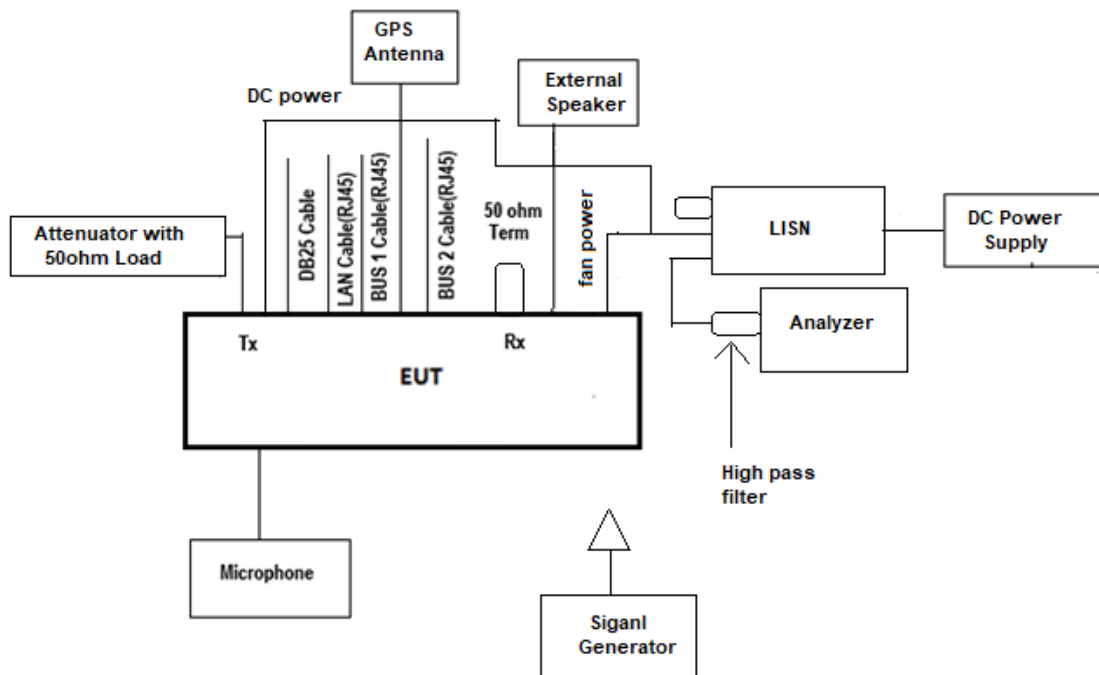 GPS
Antenna
External
Speaker
DC power
DB25 Cable
LAN Cable(RJ45)
BUS 1 Cable(RJ45)
BUS 2 Cable(RJ45)
50 ohm
Term
fan power
LISN
DC Power
Supply
Attenuator with
50ohm Load
Analyzer
Tx
Rx
EUT
High pass
filter
Microphone
Siganl
Generator